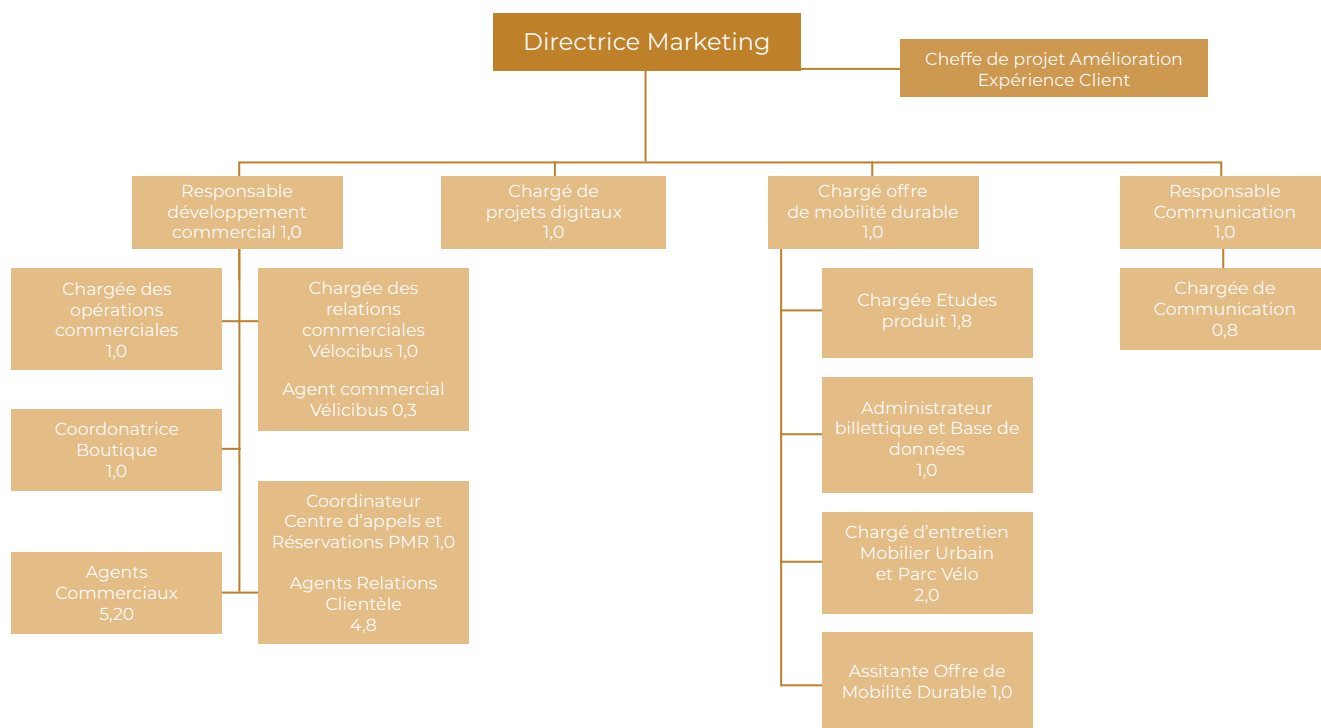 Directrice Marketing
Cheffe de projet Amélioration
Expérience Client
Responsable
développement
commercial 1,0
Chargé de
projets digitaux
1,0
Chargé offre
de mobilité durable
1,0
Responsable
Communication
1,0
Chargée des
opérations
commerciales
1,0
Chargée des
relations
commerciales
Vélocibus 1,0
Agent commercial
Vélicibus 0,3
Coordonatrice
Boutique
1,0
Coordinateur
Centre d’appels et
Réservations PMR 1,0
Agents Relations
Clientèle
4,8
Agents
Commerciaux
5,20
Chargée Etudes
produit 1,8
Administrateur
billettique et Base de
données
1,0
Chargé d’entretien
Mobilier Urbain
et Parc Vélo
2,0
Assitante Offre de
Mobilité Durable 1,0
Chargée de
Communication
0,8